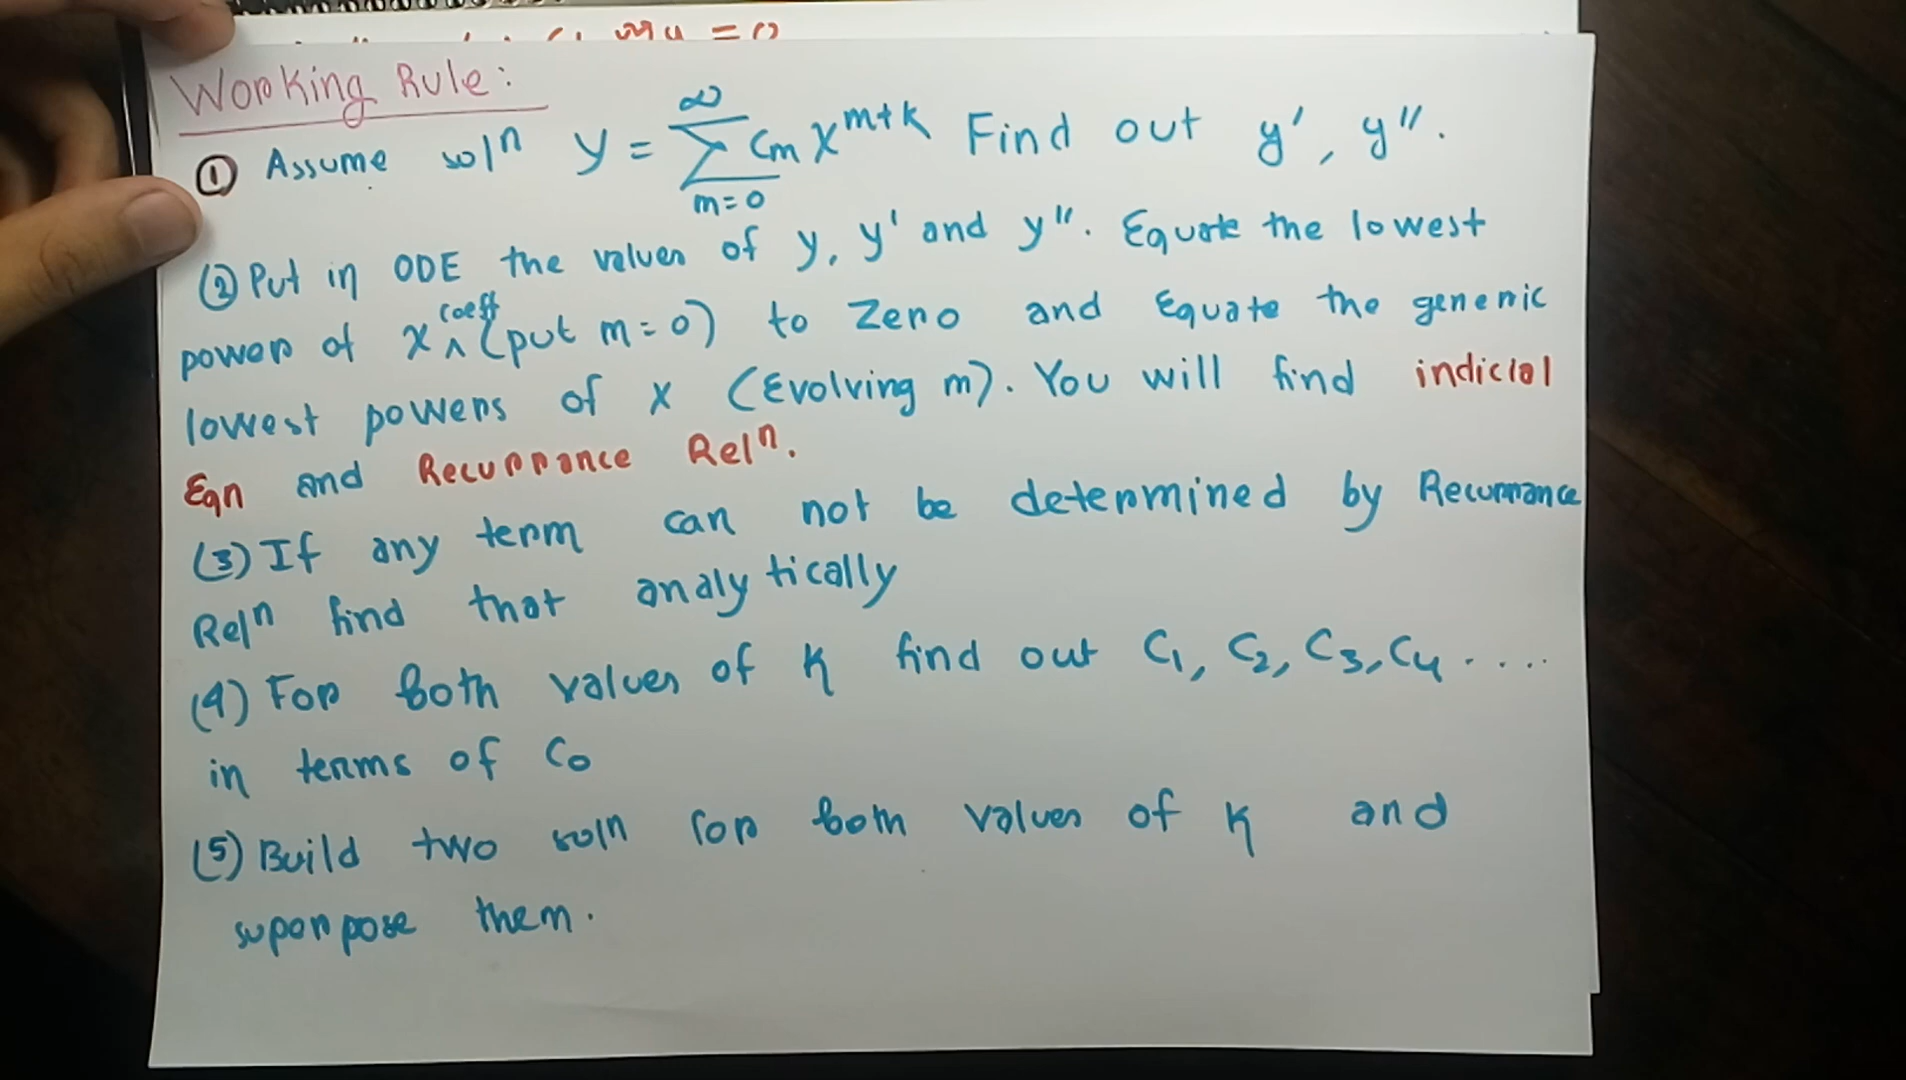 my = 0
Working Rule:
① Assume solⁿ y = ∑_{m=0}^{∞} Cm x^{m+k} Find out y', y''.
(2) Put in ODE the values of y, y' and y''. Equate the lowest
power of x ^coeff (put m=0) to Zero and Equate the generic
lowest powers of x (Evolving m). You will find indicial
Eqn and Recurrance Relⁿ.
(3) If any term can not be determined by Recurrance
Relⁿ find that analytically
(4) For both values of K find out C₁, C₂, C₃, C₄ .....
in terms of C₀
(5) Build two solⁿ for both values of K and
superpose them.